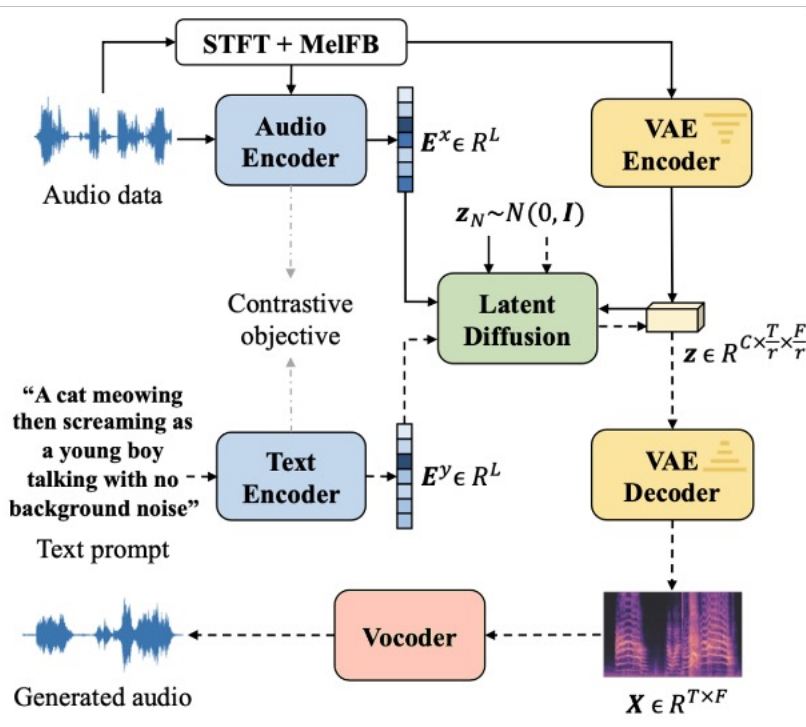 STFT + MelFB
Audio
Encoder
E^x ∈ R^L
VAE
Encoder
Audio data
z_N~N(0, I)
Latent
Diffusion
Contrastive
objective
z ∈ R^{C×T/r×F/r}
“A cat meowing
then screaming as
a young boy
talking with no
background noise”
Text
Encoder
E^y ∈ R^L
VAE
Decoder
Text prompt
Vocoder
Generated audio
X ∈ R^{T×F}